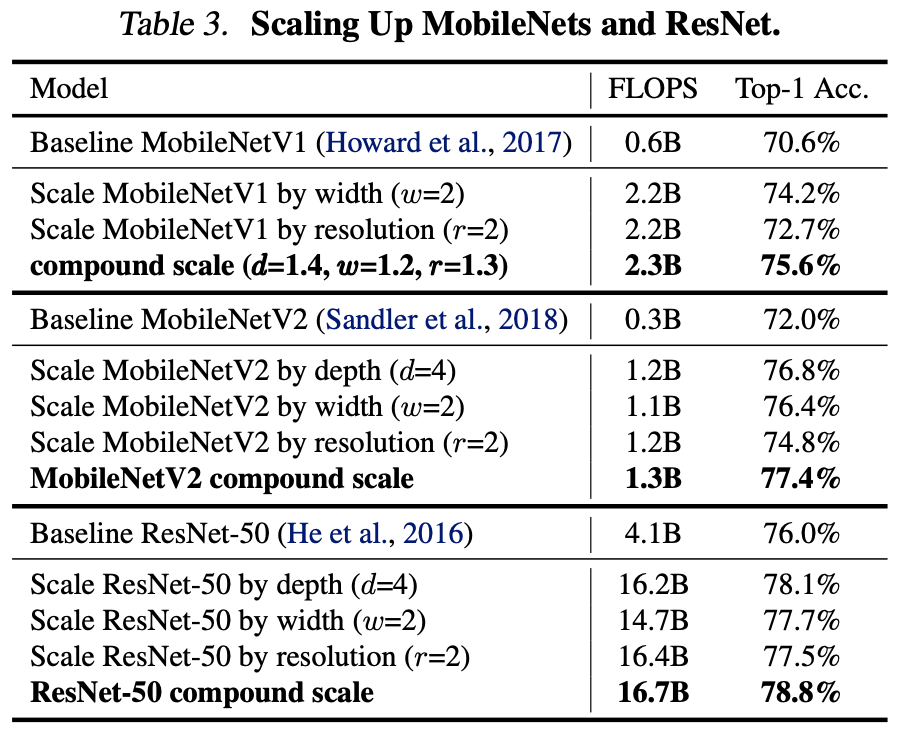 Table 3. Scaling Up MobileNets and ResNet.
Model FLOPS Top-1 Acc.
Baseline MobileNetV1 (Howard et al., 2017) 0.6B 70.6%
Scale MobileNetV1 by width (w=2) 2.2B 74.2%
Scale MobileNetV1 by resolution (r=2) 2.2B 72.7%
compound scale (d=1.4, w=1.2, r=1.3) 2.3B 75.6%
Baseline MobileNetV2 (Sandler et al., 2018) 0.3B 72.0%
Scale MobileNetV2 by depth (d=4) 1.2B 76.8%
Scale MobileNetV2 by width (w=2) 1.1B 76.4%
Scale MobileNetV2 by resolution (r=2) 1.2B 74.8%
MobileNetV2 compound scale 1.3B 77.4%
Baseline ResNet-50 (He et al., 2016) 4.1B 76.0%
Scale ResNet-50 by depth (d=4) 16.2B 78.1%
Scale ResNet-50 by width (w=2) 14.7B 77.7%
Scale ResNet-50 by resolution (r=2) 16.4B 77.5%
ResNet-50 compound scale 16.7B 78.8%